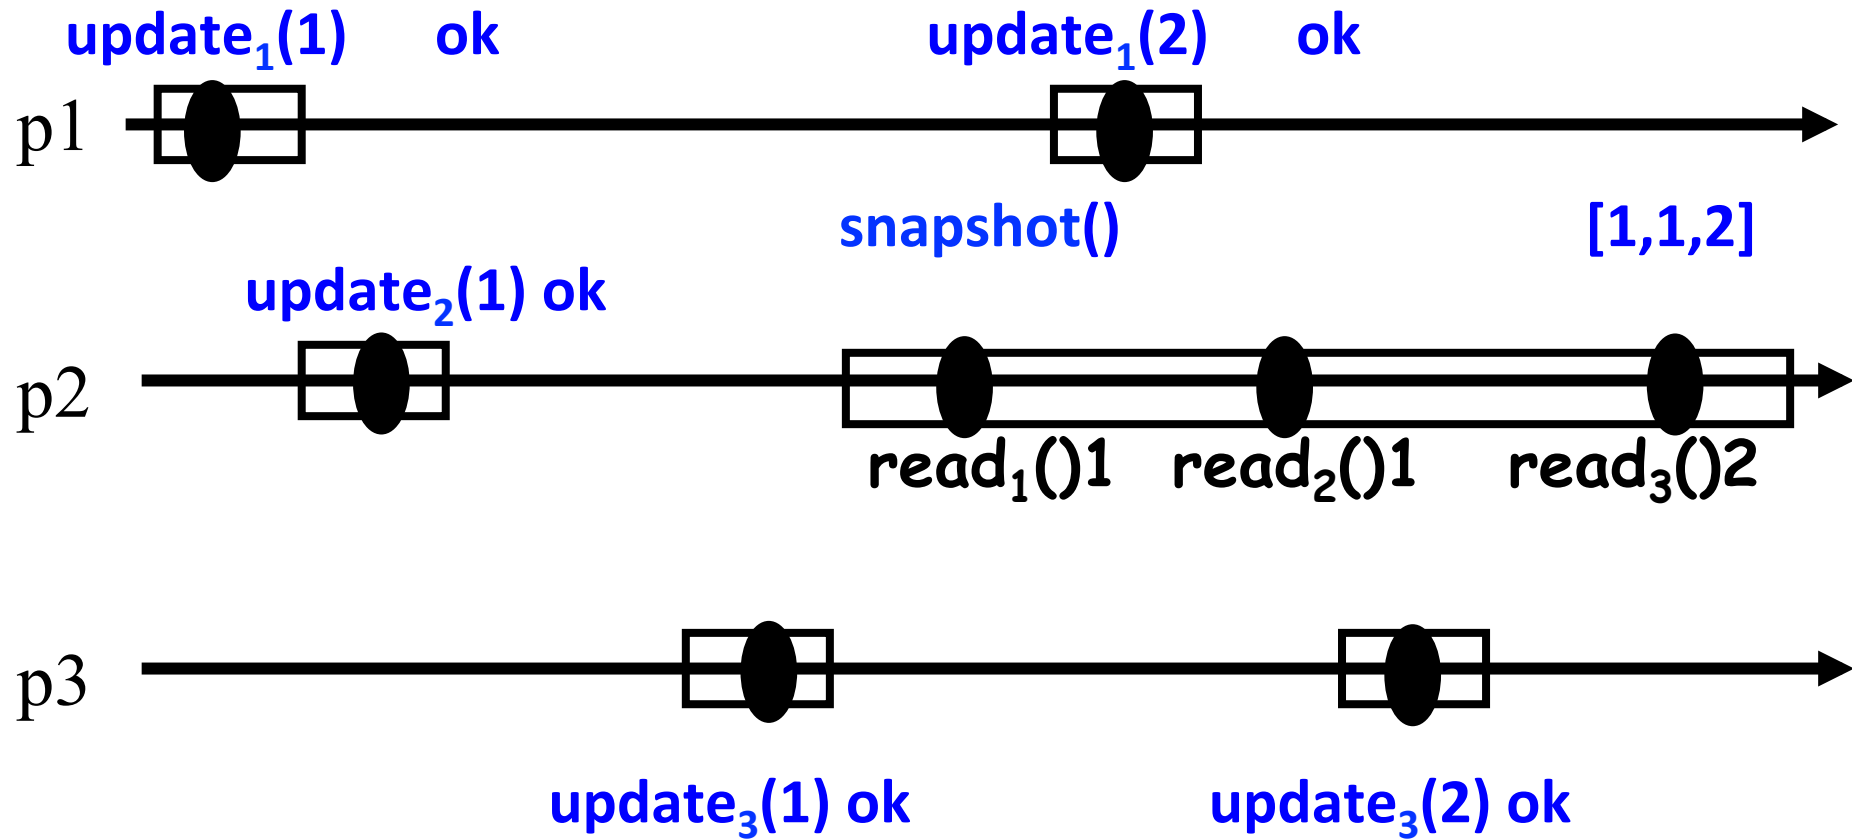 update₁(1) ok update₁(2) ok
p1
snapshot() [1,1,2]
update₂(1) ok
p2
read₁()1 read₂()1 read₃()2
p3
update₃(1) ok update₃(2) ok